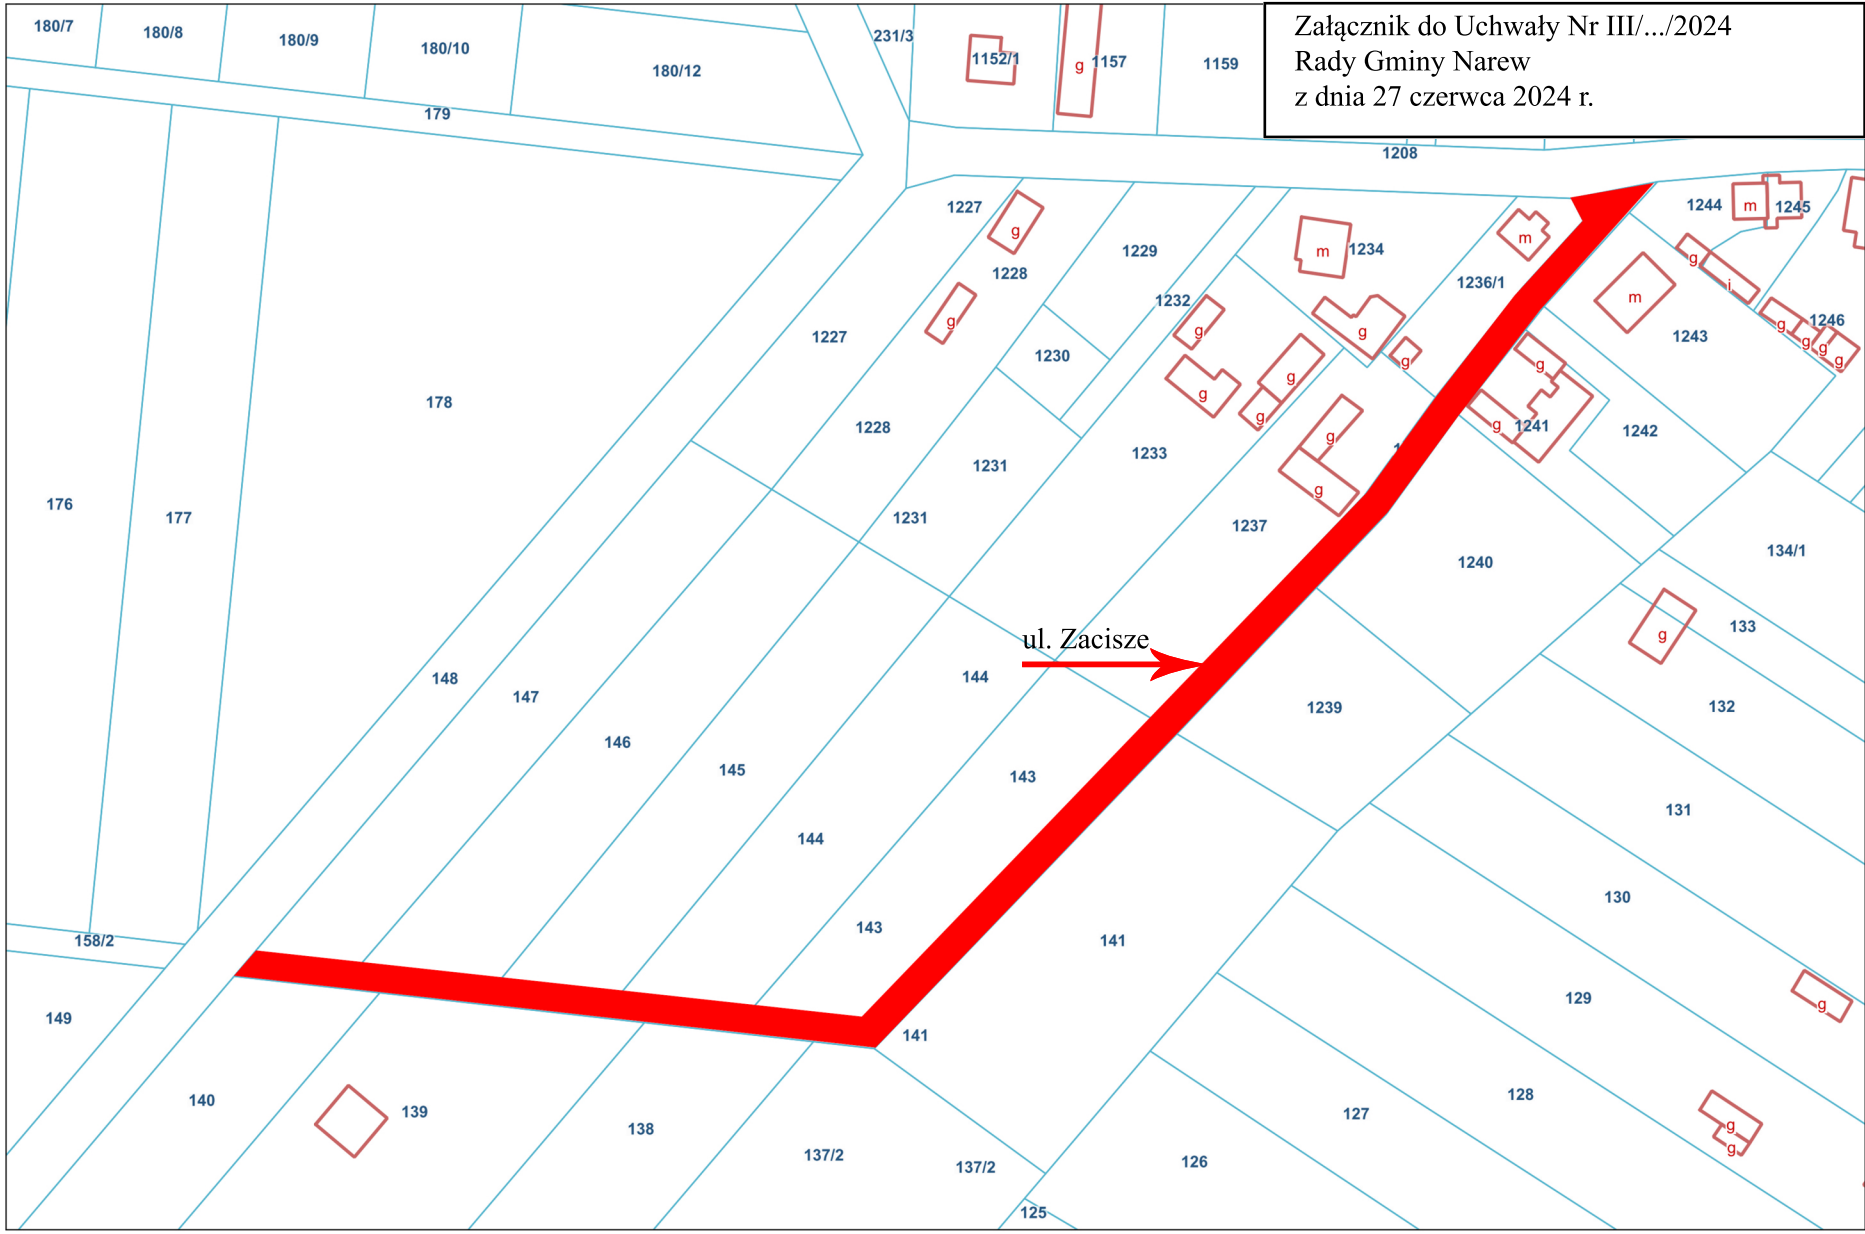 Załącznik do Uchwały Nr III/.../2024
Rady Gminy Narew
z dnia 27 czerwca 2024 r.
180/7
180/8
180/9
180/10
180/12
231/3
1152/1
g
1157
1159
179
1208
1227
g
1228
1229
m
1234
m
1236/1
1244
m
1245
g
i
m
1243
g
1246
g
g
g
1232
g
g
1227
1230
g
g
g
g
g
g
g
1241
1242
178
1228
1231
1233
g
g
176
177
1231
1237
1240
134/1
ul. Zacisze
g
133
148
147
144
1239
132
146
145
143
131
144
143
141
130
158/2
149
141
129
g
140
139
138
137/2
137/2
126
127
128
g
g
125